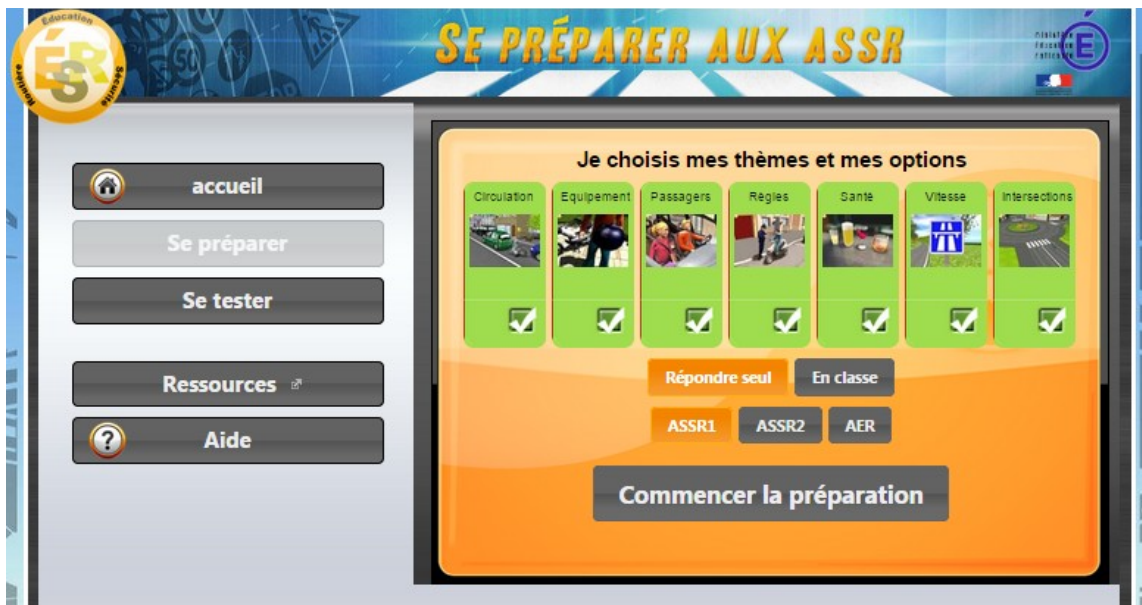 Éducation
ÉSR
Sécurité
Routière
SE PRÉPARER AUX ASSR
É
accueil
Se préparer
Se tester
Ressources
? Aide
Je choisis mes thèmes et mes options
Circulation Equipement Passagers Règles Santé Vitesse Intersections
Répondre seul En classe
ASSR1 ASSR2 AER
Commencer la préparation